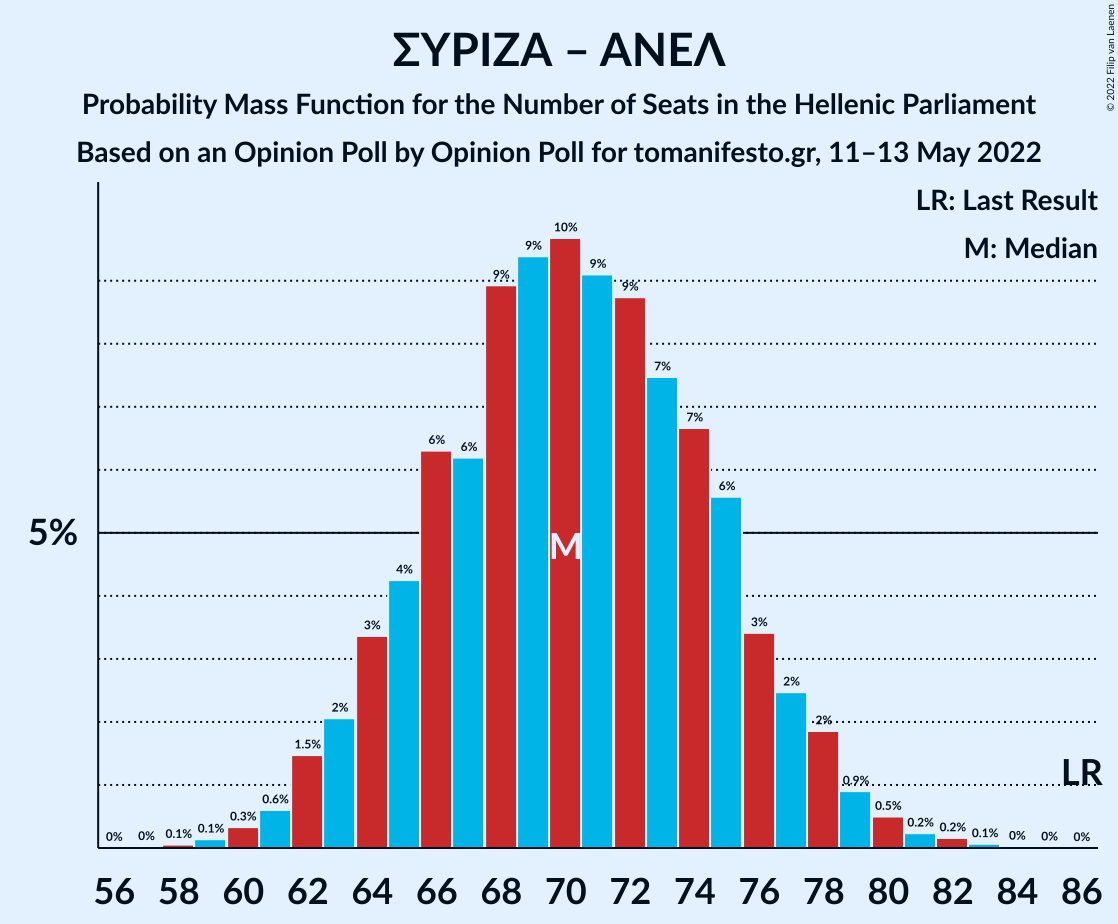 ΣΥΡΙΖΑ – ΑΝΕΛ
Probability Mass Function for the Number of Seats in the Hellenic Parliament
Based on an Opinion Poll by Opinion Poll for tomanifesto.gr, 11–13 May 2022
© 2022 Filip van Laenen
LR: Last Result
M: Median
5%
0% 0% 0.1% 0.1% 0.3% 0.6% 1.5% 2% 3% 4% 6% 6% 9% 9% 10% 9% 9% 7% 7% 6% 3% 2% 2% 0.9% 0.5% 0.2% 0.2% 0.1% 0% 0% 0%
M
LR
56 58 60 62 64 66 68 70 72 74 76 78 80 82 84 86